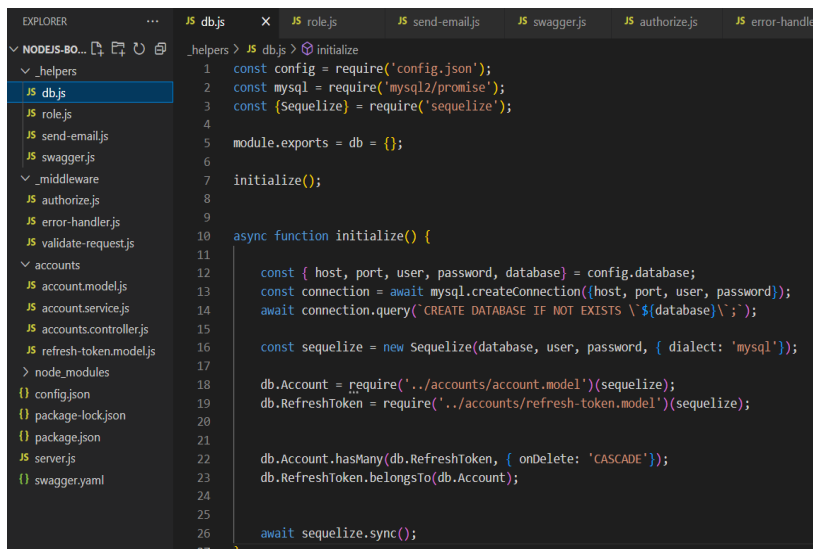 EXPLORER ...
NODEJS-BO...
_helpers
JS db.js
JS role.js
JS send-email.js
JS swagger.js
_middleware
JS authorize.js
JS error-handler.js
JS validate-request.js
accounts
JS account.model.js
JS account.service.js
JS accounts.controller.js
JS refresh-token.model.js
node_modules
{} config.json
{} package-lock.json
{} package.json
JS server.js
{} swagger.yaml
JS db.js X JS role.js JS send-email.js JS swagger.js JS authorize.js JS error-handle
_helpers > JS db.js > initialize
1 const config = require('config.json');
2 const mysql = require('mysql2/promise');
3 const {Sequelize} = require('sequelize');
4
5 module.exports = db = {};
6
7 initialize();
8
9
10 async function initialize() {
11
12 const { host, port, user, password, database} = config.database;
13 const connection = await mysql.createConnection({host, port, user, password});
14 await connection.query(`CREATE DATABASE IF NOT EXISTS \`${database}\`;`);
15
16 const sequelize = new Sequelize(database, user, password, { dialect: 'mysql'});
17
18 db.Account = require('../accounts/account.model')(sequelize);
19 db.RefreshToken = require('../accounts/refresh-token.model')(sequelize);
20
21
22 db.Account.hasMany(db.RefreshToken, { onDelete: 'CASCADE'});
23 db.RefreshToken.belongsTo(db.Account);
24
25
26 await sequelize.sync();